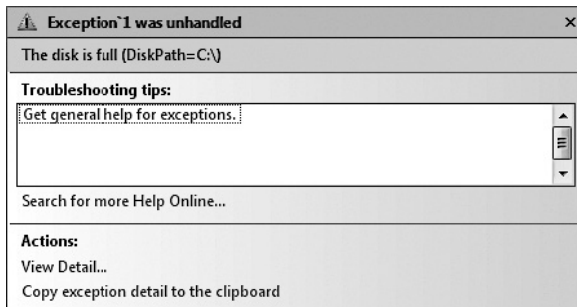 Exception`1 was unhandled
The disk is full (DiskPath=C:\)
Troubleshooting tips:
Get general help for exceptions.
Search for more Help Online...
Actions:
View Detail...
Copy exception detail to the clipboard